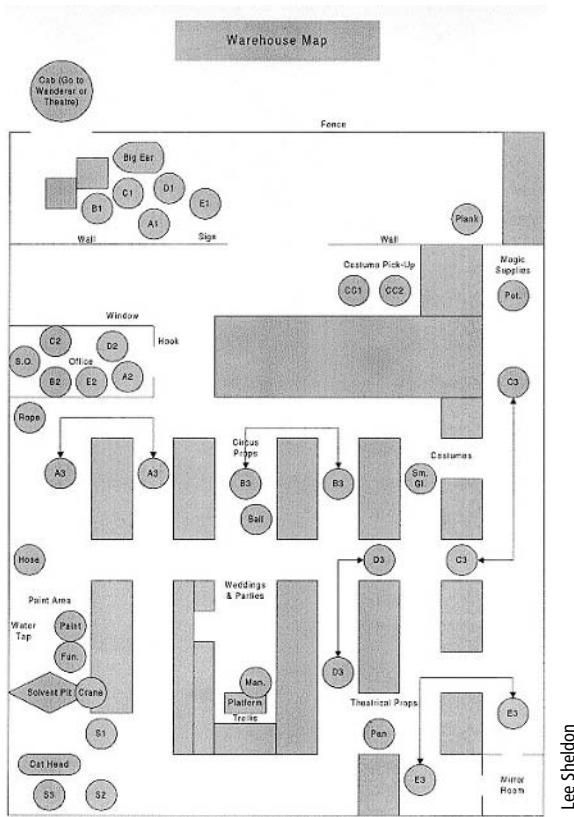 Warehouse Map
Cab (Go to
Wanderer or
Theatre)
Fence
Big Ear
C1
D1
B1
E1
A1
Plank
Wall
Sign
Wall
Costume Pick-Up
Magic
Supplies
CC1
CC2
Pot.
Window
C2
D2
Hook
S.O.
Office
B2
E2
A2
C3
Rope
Circus
Props
Costumes
A3
A3
B3
B3
Sm.
Gl.
Ball
Hose
D3
C3
Paint Area
Weddings
& Parties
Water
Tap
Paint
Fun.
Man.
D3
Solvent Pit
Crane
Platform
Trellis
Theatrical Props
S1
Pen
E3
Cat Head
E3
Mirror
Room
S3
S2
Lee Sheldon